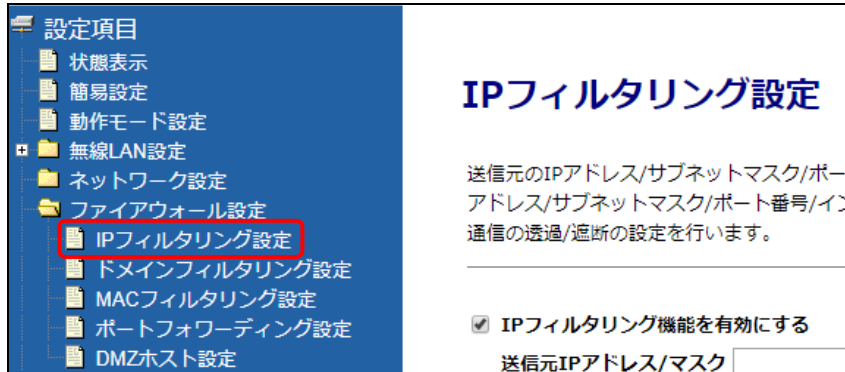 設定項目
状態表示
簡易設定
動作モード設定
無線LAN設定
ネットワーク設定
ファイアウォール設定
IPフィルタリング設定
ドメインフィルタリング設定
MACフィルタリング設定
ポートフォワーディング設定
DMZホスト設定
IPフィルタリング設定
送信元のIPアドレス/サブネットマスク/ポー
アドレス/サブネットマスク/ポート番号/イン
通信の透過/遮断の設定を行います。
IPフィルタリング機能を有効にする
送信元IPアドレス/マスク